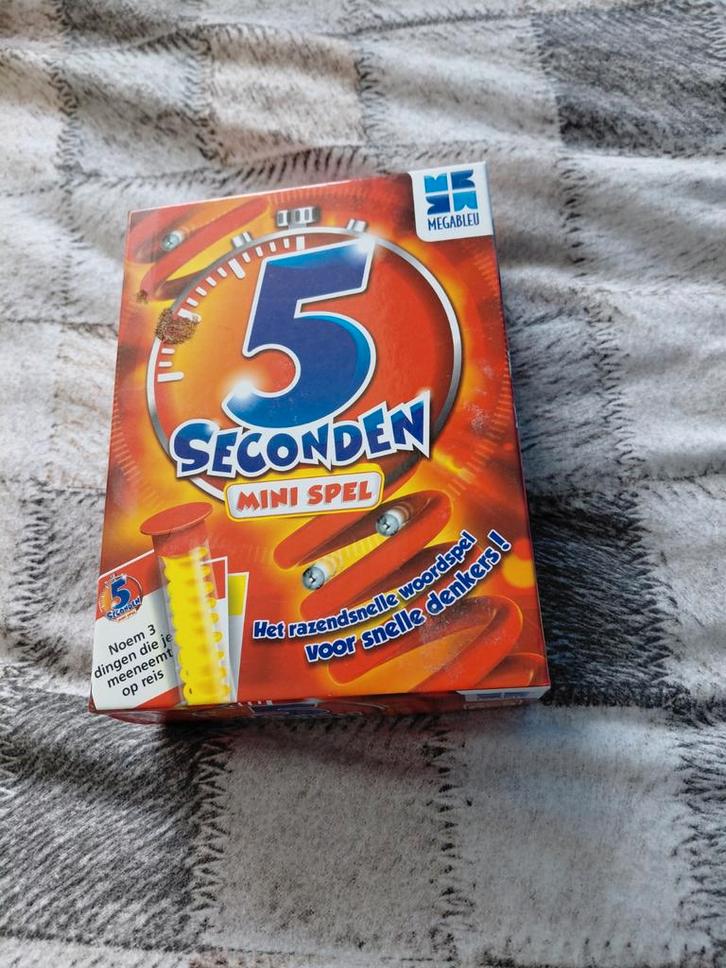 MEGABLEU
5
SECONDEN
MINI SPEL
Het razendsnelle woordspel
voor snelle denkers!
5
SECONDEN
Noem 3
dingen die je
meeneemt
op reis